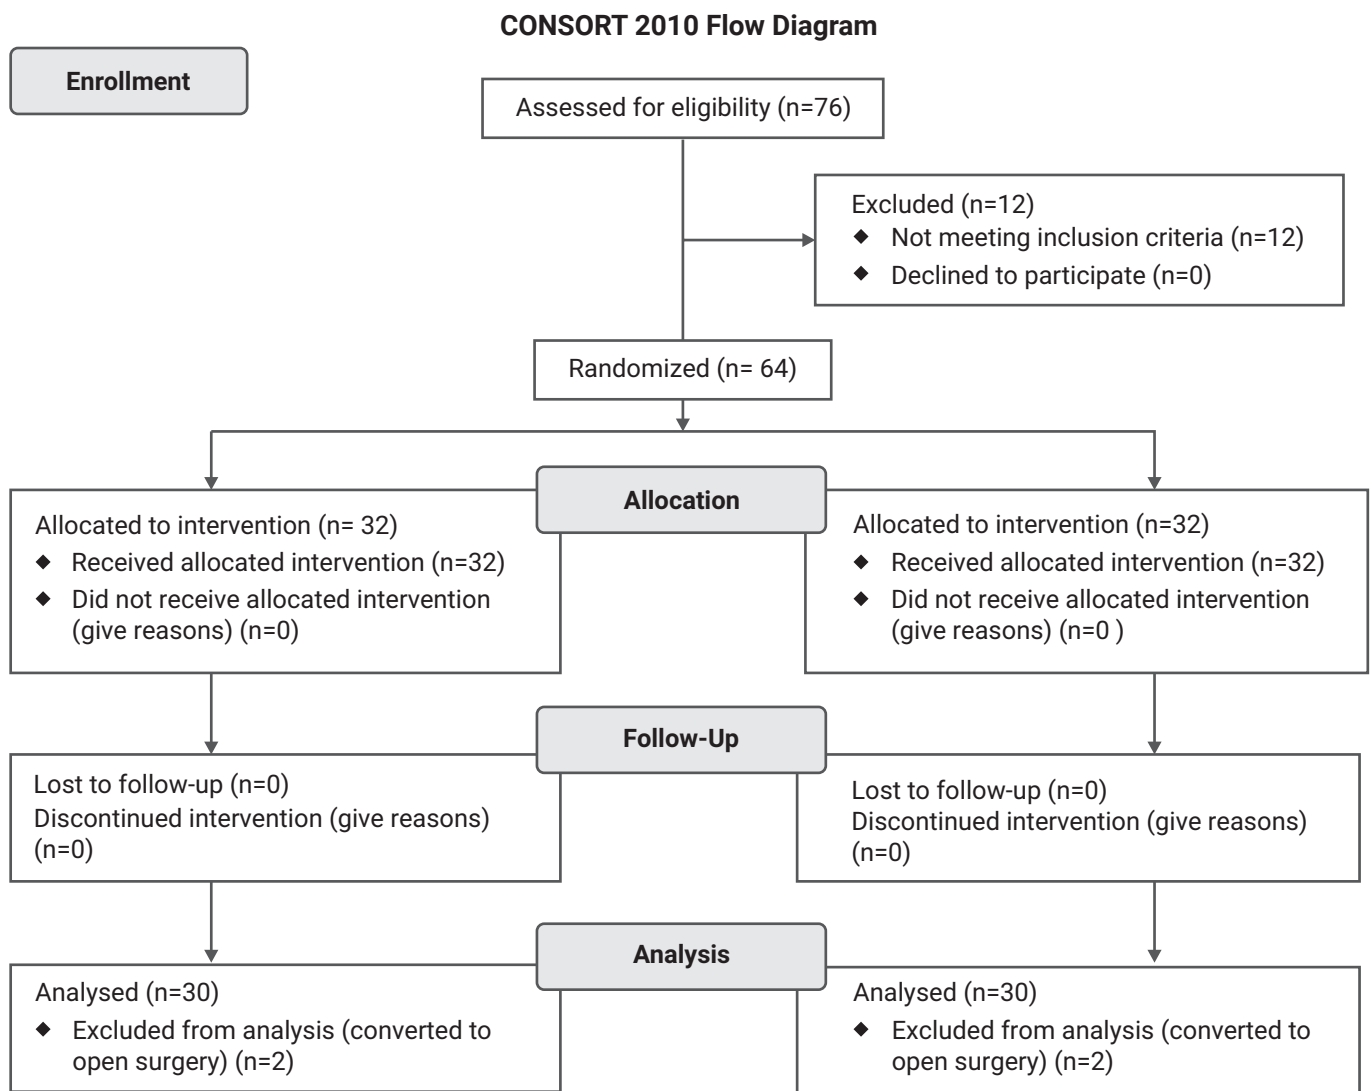 CONSORT 2010 Flow Diagram
Enrollment
Assessed for eligibility (n=76)
Excluded (n=12)
◆ Not meeting inclusion criteria (n=12)
◆ Declined to participate (n=0)
Randomized (n= 64)
Allocation
Allocated to intervention (n= 32)
◆ Received allocated intervention (n=32)
◆ Did not receive allocated intervention
(give reasons) (n=0)
Allocated to intervention (n=32)
◆ Received allocated intervention (n=32)
◆ Did not receive allocated intervention
(give reasons) (n=0 )
Follow-Up
Lost to follow-up (n=0)
Discontinued intervention (give reasons)
(n=0)
Lost to follow-up (n=0)
Discontinued intervention (give reasons)
(n=0)
Analysis
Analysed (n=30)
◆ Excluded from analysis (converted to
open surgery) (n=2)
Analysed (n=30)
◆ Excluded from analysis (converted to
open surgery) (n=2)